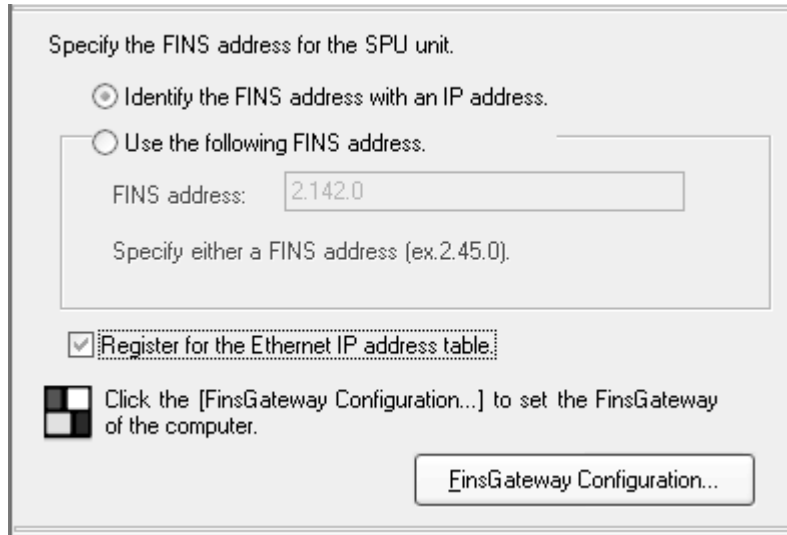 Specify the FINS address for the SPU unit.
Identify the FINS address with an IP address.
Use the following FINS address.
FINS address: 2.142.0
Specify either a FINS address (ex.2.45.0).
Register for the Ethernet IP address table.
Click the [FinsGateway Configuration...] to set the FinsGateway
of the computer.
FinsGateway Configuration...